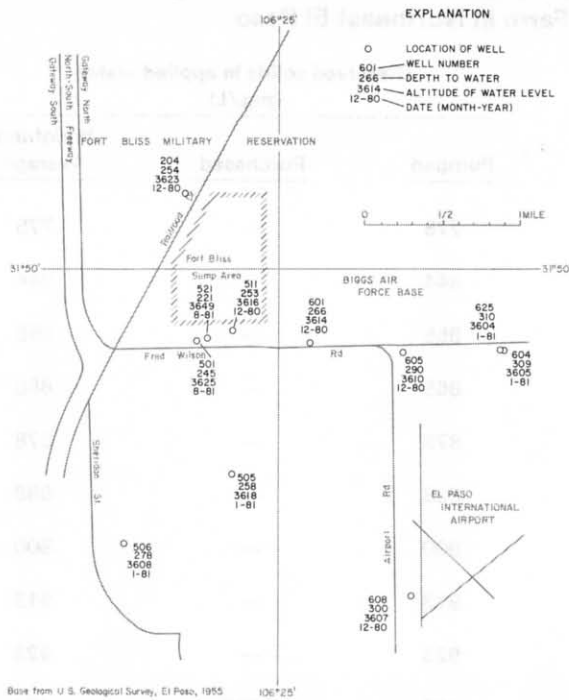 106°25'
EXPLANATION
LOCATION OF WELL
601 WELL NUMBER
266 DEPTH TO WATER
3614 ALTITUDE OF WATER LEVEL
12-80 DATE (MONTH-YEAR)
Gateway South
North-South Freeway
Gateway North
FORT BLISS MILITARY RESERVATION
204
254
3623
12-80
Railroad
0 1/2 1 MILE
Fort Bliss
Sump Area
31°50'
31°50'
BIGGS AIR
FORCE BASE
521
221
3649
8-81
511
253
3616
12-80
601
266
3614
12-80
625
310
3604
1-81
Fred Wilson Rd
501
245
3625
8-81
605
290
3610
12-80
604
309
3605
1-81
Sheridan St
505
258
3618
1-81
Airport Rd
EL PASO
INTERNATIONAL
AIRPORT
506
278
3608
1-81
608
300
3607
12-80
Base from U.S. Geological Survey, El Paso, 1955
106°25'